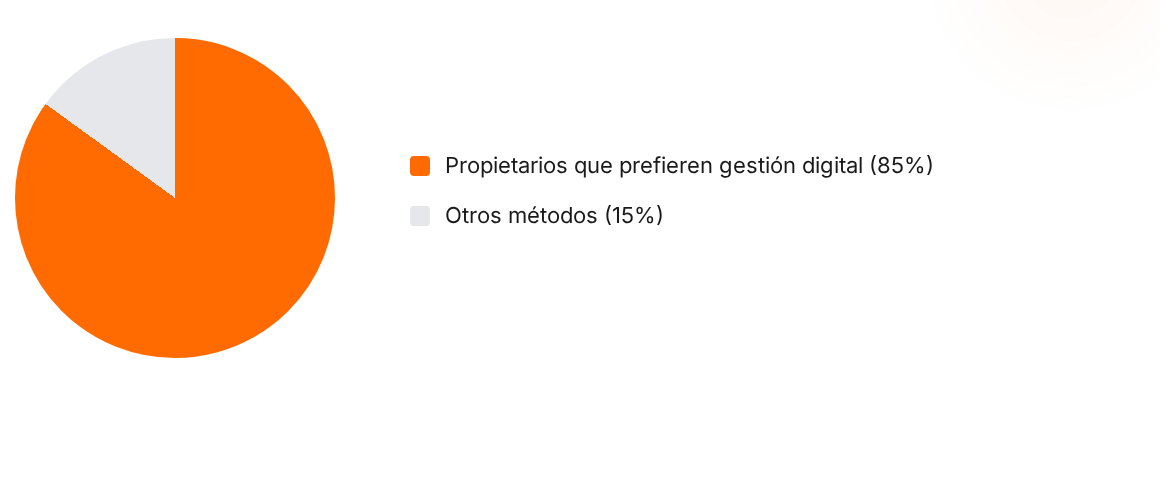 Propietarios que prefieren gestión digital (85%)
Otros métodos (15%)